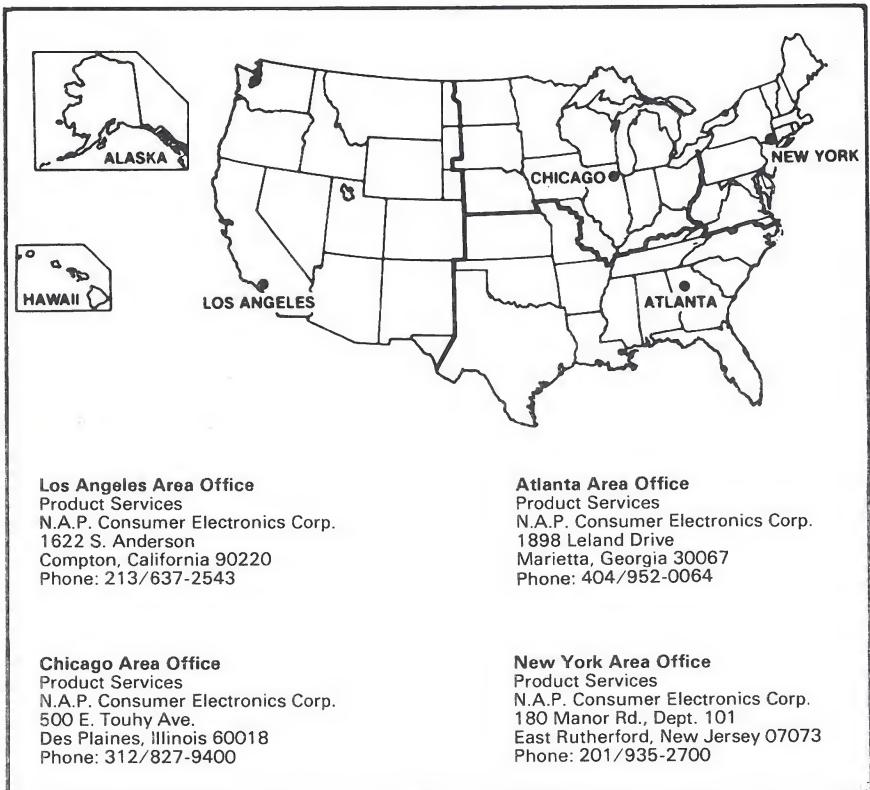 ALASKA
NEW YORK
CHICAGO
HAWAII
LOS ANGELES
ATLANTA
Los Angeles Area Office
Product Services
N.A.P. Consumer Electronics Corp.
1622 S. Anderson
Compton, California 90220
Phone: 213/637-2543
Atlanta Area Office
Product Services
N.A.P. Consumer Electronics Corp.
1898 Leland Drive
Marietta, Georgia 30067
Phone: 404/952-0064
Chicago Area Office
Product Services
N.A.P. Consumer Electronics Corp.
500 E. Touhy Ave.
Des Plaines, Illinois 60018
Phone: 312/827-9400
New York Area Office
Product Services
N.A.P. Consumer Electronics Corp.
180 Manor Rd., Dept. 101
East Rutherford, New Jersey 07073
Phone: 201/935-2700